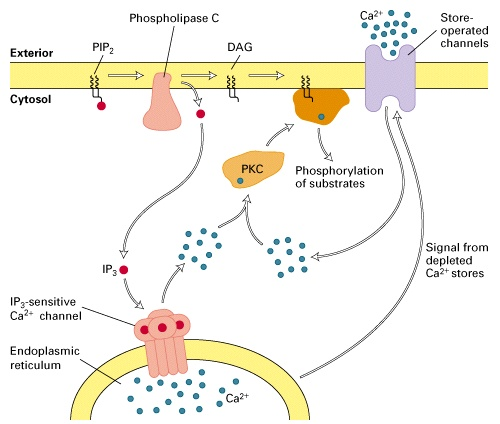 Phospholipase C
Ca²⁺
Store-
operated
channels
Exterior
PIP₂
DAG
Cytosol
PKC
Phosphorylation
of substrates
Signal from
depleted
Ca²⁺ stores
IP₃
IP₃-sensitive
Ca²⁺ channel
Endoplasmic
reticulum
Ca²⁺